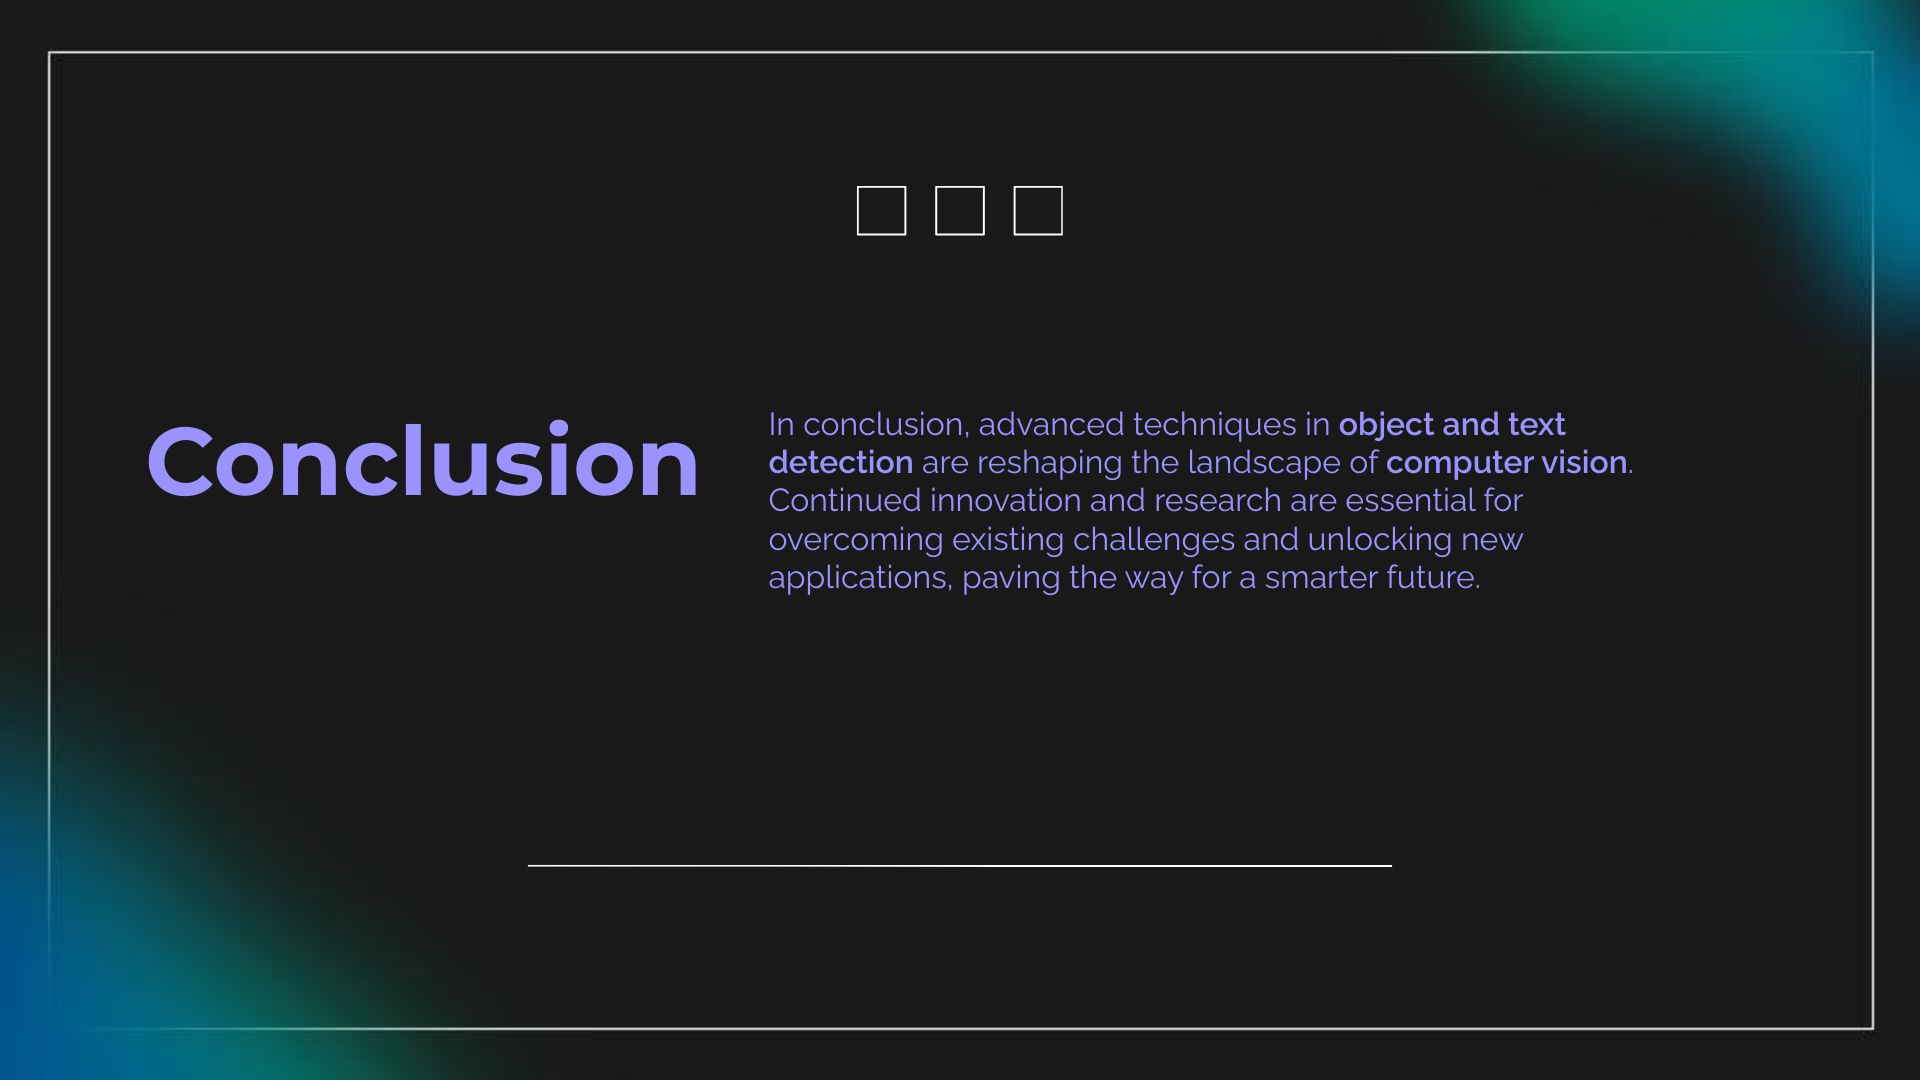 Conclusion
In conclusion, advanced techniques in object and text
detection are reshaping the landscape of computer vision.
Continued innovation and research are essential for
overcoming existing challenges and unlocking new
applications, paving the way for a smarter future.